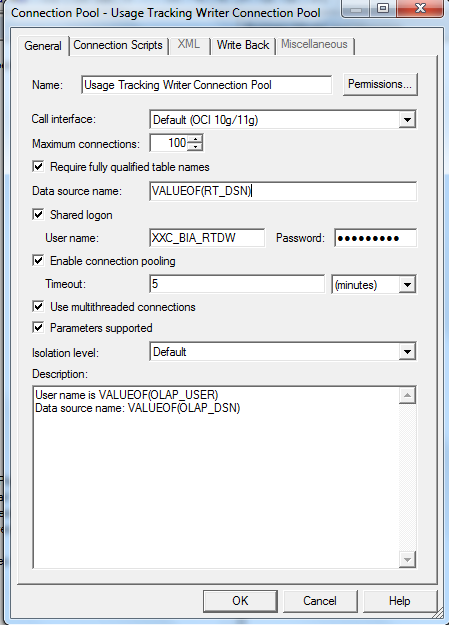 Connection Pool - Usage Tracking Writer Connection Pool
General Connection Scripts XML Write Back Miscellaneous
Name: Usage Tracking Writer Connection Pool Permissions...
Call interface: Default (OCI 10g/11g)
Maximum connections: 100
Require fully qualified table names
Data source name: VALUEOF(RT_DSN)
Shared logon
User name: XXC_BIA_RTDW Password: ●●●●●●●●●
Enable connection pooling
Timeout: 5 (minutes)
Use multithreaded connections
Parameters supported
Isolation level: Default
Description:
User name is VALUEOF(OLAP_USER)
Data source name: VALUEOF(OLAP_DSN)
OK Cancel Help